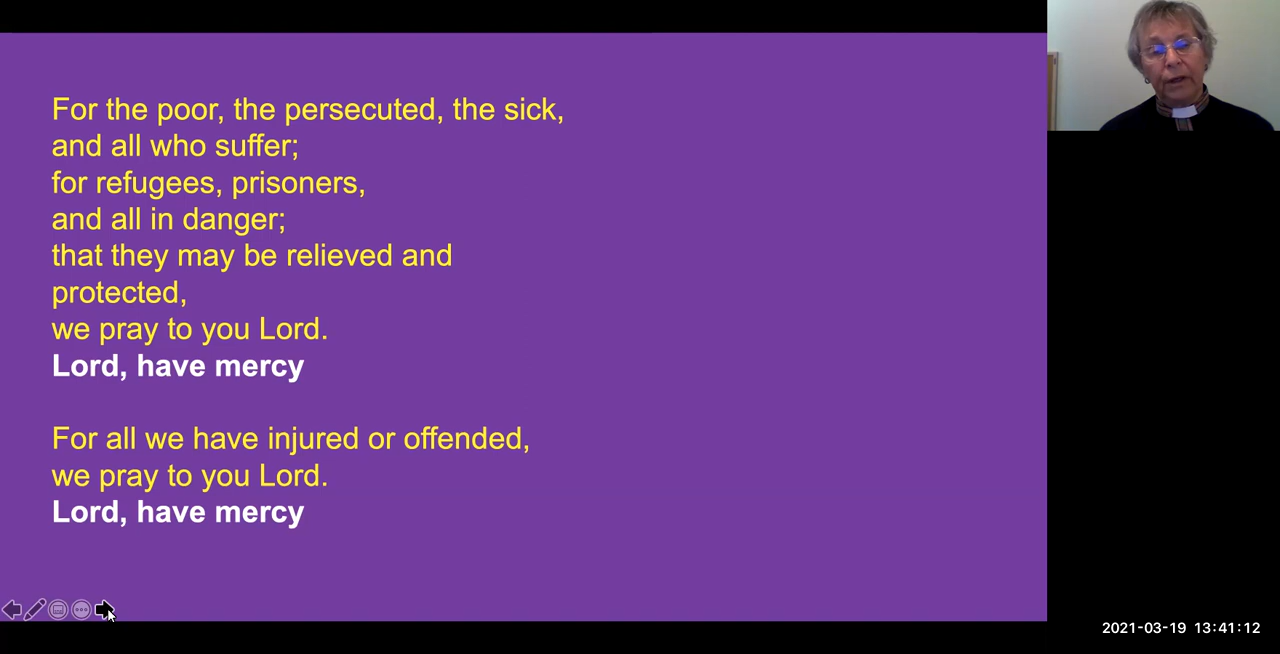 For the poor, the persecuted, the sick,
and all who suffer;
for refugees, prisoners,
and all in danger;
that they may be relieved and
protected,
we pray to you Lord.
Lord, have mercy
For all we have injured or offended,
we pray to you Lord.
Lord, have mercy
2021-03-19 13:41:12